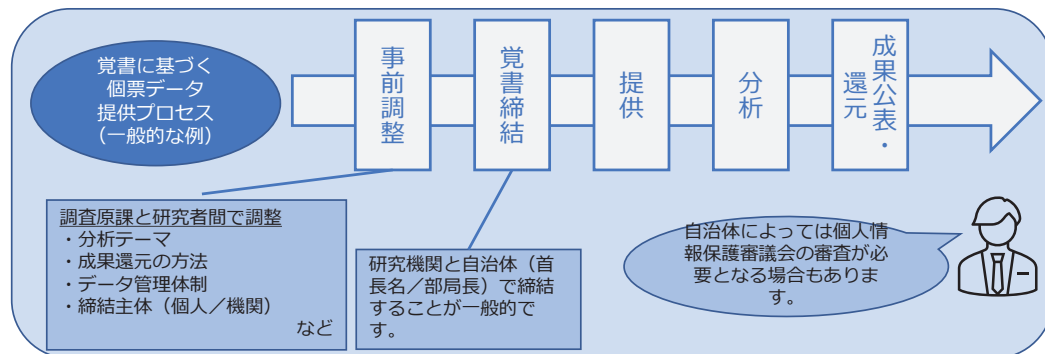 覚書に基づく
個票データ
提供プロセス
（一般的な例）
事前調整
覚書締結
提供
分析
成果公表・
還元
調査原課と研究者間で調整
・分析テーマ
・成果還元の方法
・データ管理体制
・締結主体（個人／機関）
など
研究機関と自治体（首
長名／部局長）で締結
することが一般的で
す。
自治体によっては個人情
報保護審議会の審査が必
要となる場合もありま
す。